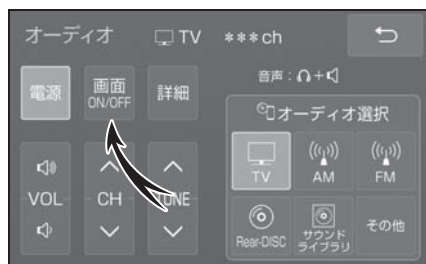 オーディオ TV ***ch
音声：+
電源 画面 ON/OFF 詳細
オーディオ選択
TV AM FM
VOL CH TUNE
Rear-DISC サウンドライブラリ その他